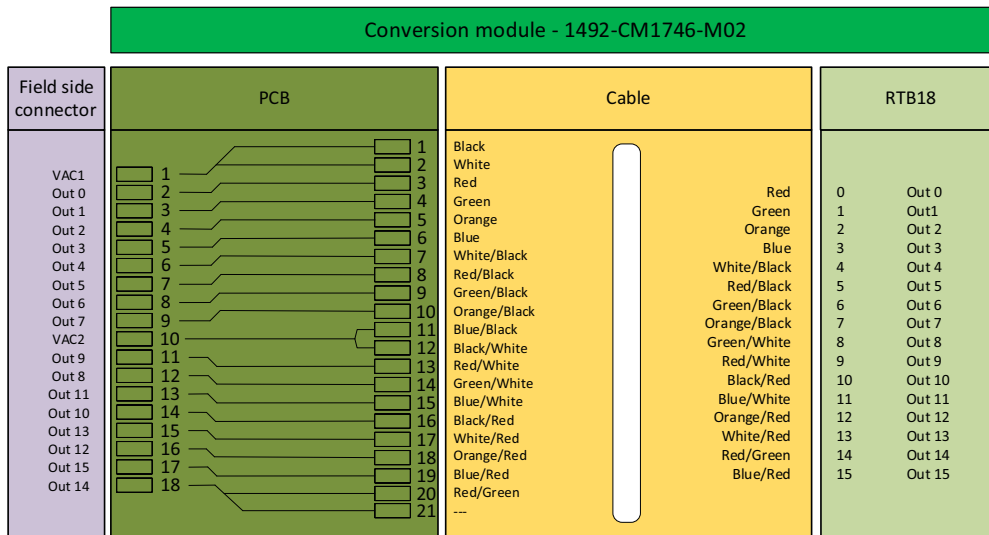 Conversion module - 1492-CM1746-M02
Field side connector
PCB
Cable
RTB18
VAC1 1
Out 0 2
Out 1 3
Out 2 4
Out 3 5
Out 4 6
Out 5 7
Out 6 8
Out 7 9
VAC2 10
Out 9 11
Out 8 12
Out 11 13
Out 10 14
Out 13 15
Out 12 16
Out 15 17
Out 14 18
1 Black
2 White
3 Red
4 Green
5 Orange
6 Blue
7 White/Black
8 Red/Black
9 Green/Black
10 Orange/Black
11 Blue/Black
12 Black/White
13 Red/White
14 Green/White
15 Blue/White
16 Black/Red
17 White/Red
18 Orange/Red
19 Blue/Red
20 Red/Green
21 ---
Red 0 Out 0
Green 1 Out1
Orange 2 Out 2
Blue 3 Out 3
White/Black 4 Out 4
Red/Black 5 Out 5
Green/Black 6 Out 6
Orange/Black 7 Out 7
Green/White 8 Out 8
Red/White 9 Out 9
Black/Red 10 Out 10
Blue/White 11 Out 11
Orange/Red 12 Out 12
White/Red 13 Out 13
Red/Green 14 Out 14
Blue/Red 15 Out 15